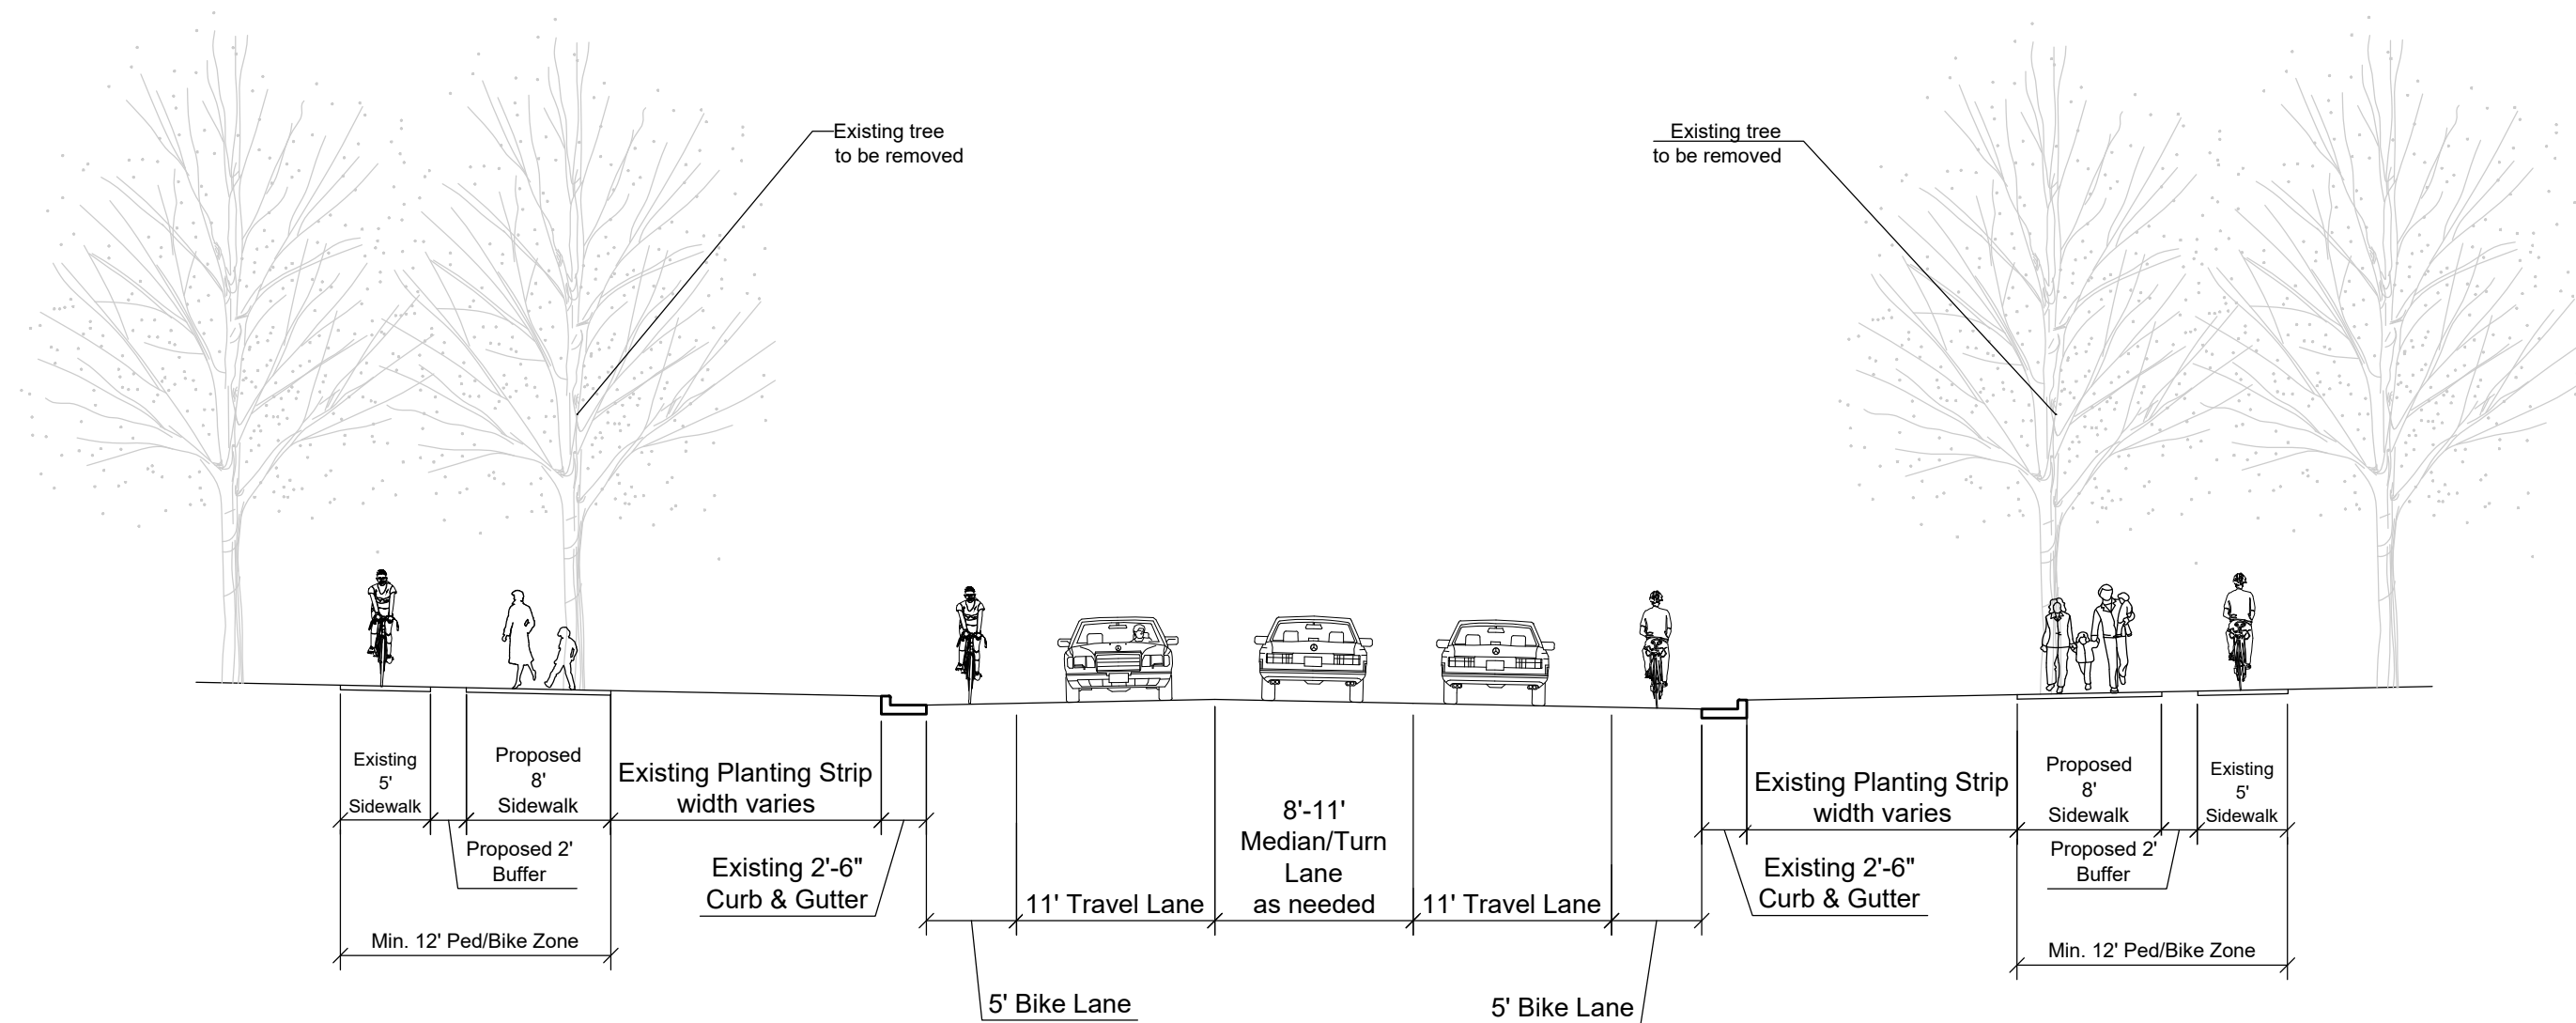 Existing tree
to be removed
Existing tree
to be removed
Existing
5'
Sidewalk
Proposed
8'
Sidewalk
Existing Planting Strip
width varies
Proposed 2'
Buffer
Existing 2'-6"
Curb & Gutter
Min. 12' Ped/Bike Zone
5' Bike Lane
11' Travel Lane
8'-11'
Median/Turn
Lane
as needed
11' Travel Lane
5' Bike Lane
Existing 2'-6"
Curb & Gutter
Existing Planting Strip
width varies
Proposed
8'
Sidewalk
Existing
5'
Sidewalk
Proposed 2'
Buffer
Min. 12' Ped/Bike Zone